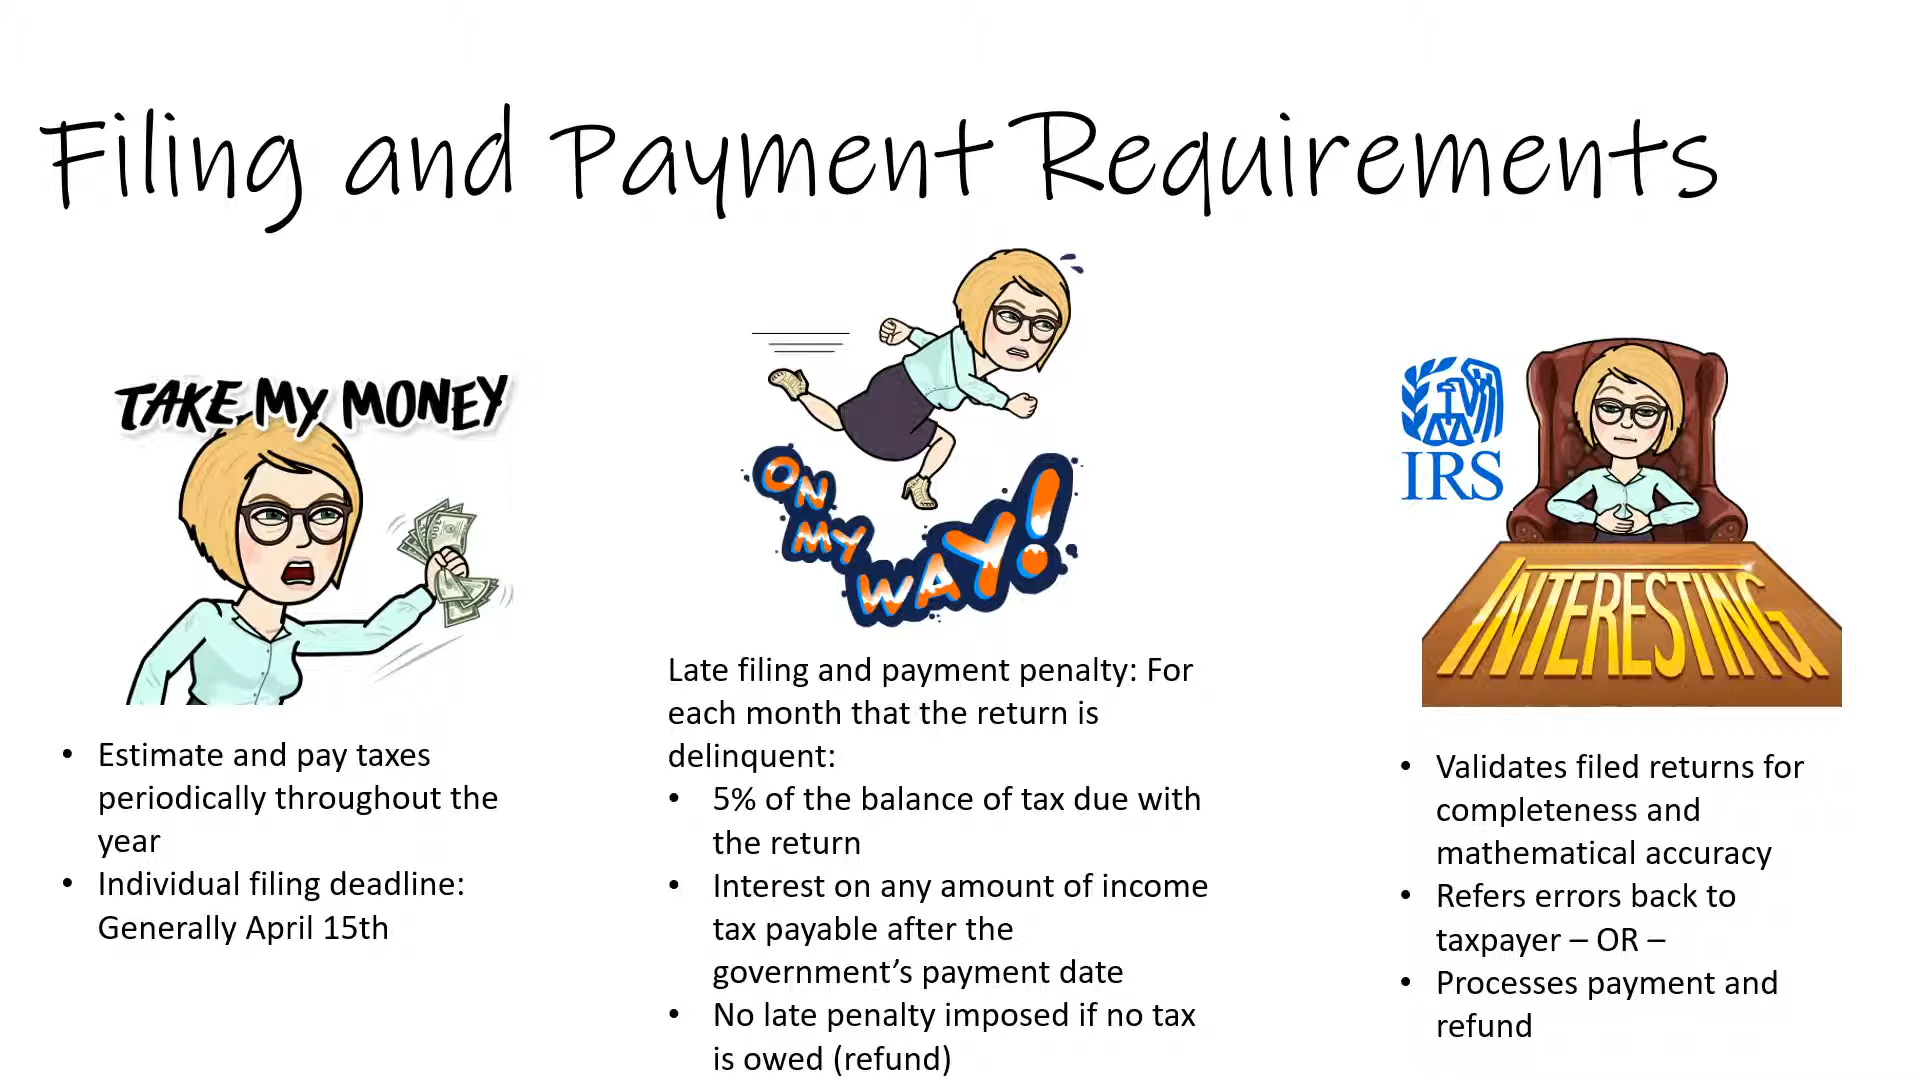 Filing and Payment Requirements
TAKE MY MONEY
• Estimate and pay taxes
periodically throughout the
year
• Individual filing deadline:
Generally April 15th
ON
MY
WAY!
Late filing and payment penalty: For
each month that the return is
delinquent:
• 5% of the balance of tax due with
the return
• Interest on any amount of income
tax payable after the
government’s payment date
• No late penalty imposed if no tax
is owed (refund)
IRS
INTERESTING
• Validates filed returns for
completeness and
mathematical accuracy
• Refers errors back to
taxpayer – OR –
• Processes payment and
refund